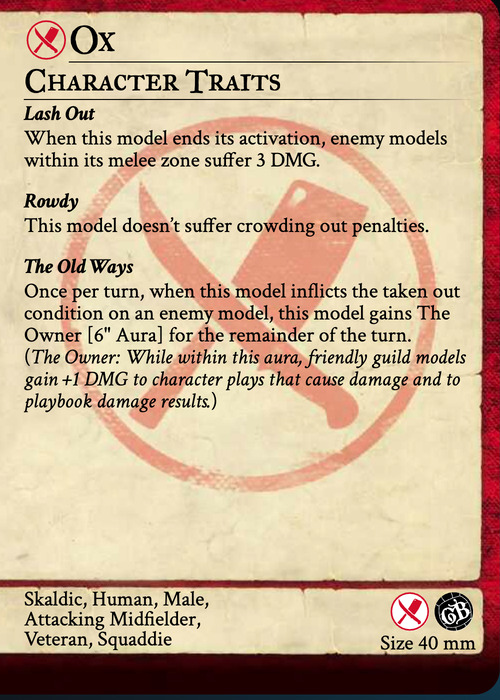 Ox
Character Traits
Lash Out
When this model ends its activation, enemy models
within its melee zone suffer 3 DMG.
Rowdy
This model doesn't suffer crowding out penalties.
The Old Ways
Once per turn, when this model inflicts the taken out
condition on an enemy model, this model gains The
Owner [6" Aura] for the remainder of the turn.
(The Owner: While within this aura, friendly guild models
gain +1 DMG to character plays that cause damage and to
playbook damage results.)
Skaldic, Human, Male,
Attacking Midfielder,
Veteran, Squaddie
GB
Size 40 mm